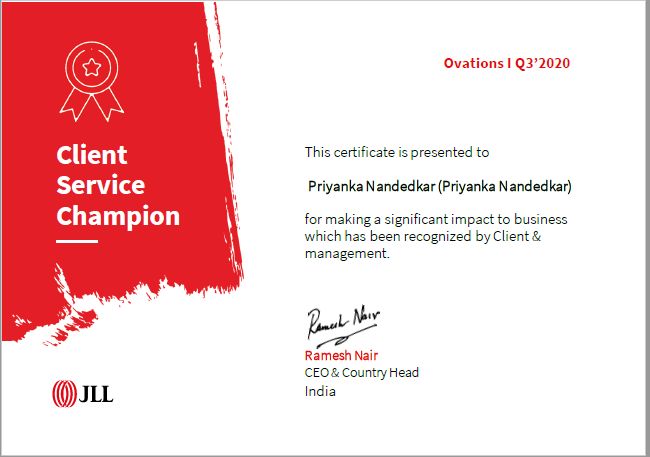 Ovations I Q3’2020
Client
Service
Champion
This certificate is presented to
Priyanka Nandedkar (Priyanka Nandedkar)
for making a significant impact to business
which has been recognized by Client &
management.
Ramesh Nair
Ramesh Nair
CEO & Country Head
India
JLL